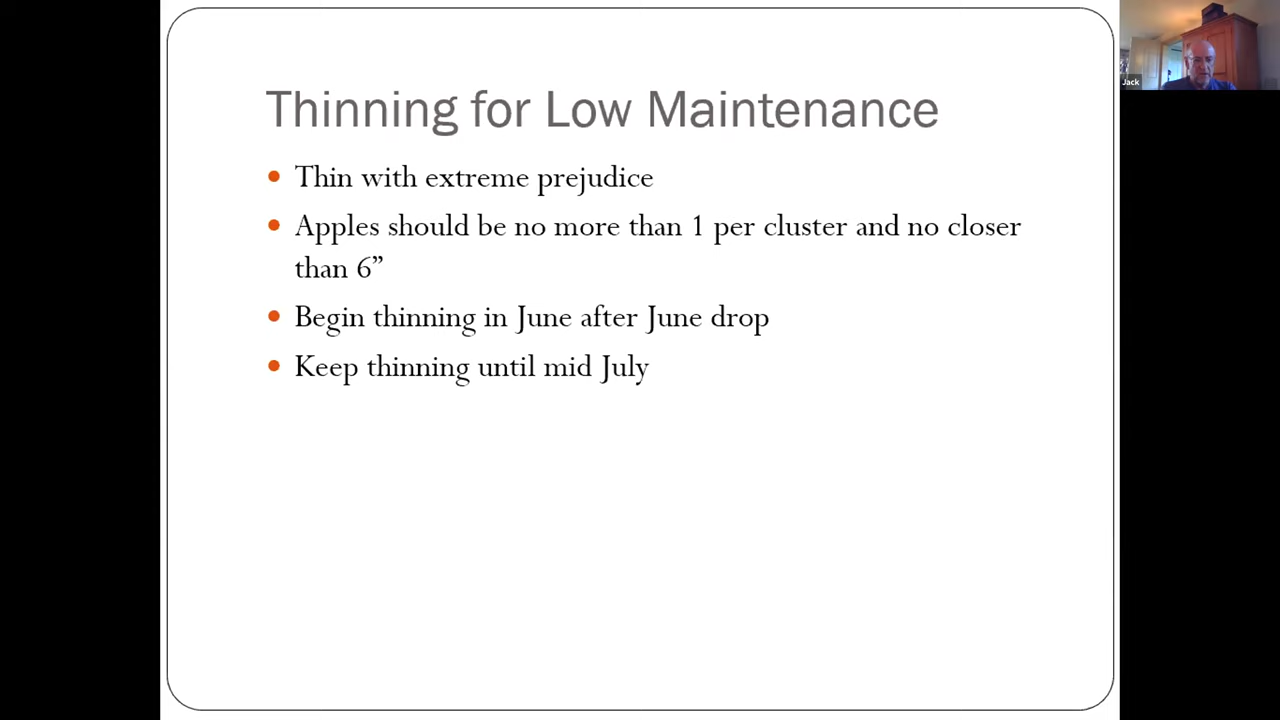 Thinning for Low Maintenance
Thin with extreme prejudice
Apples should be no more than 1 per cluster and no closer
than 6”
Begin thinning in June after June drop
Keep thinning until mid July
Jack